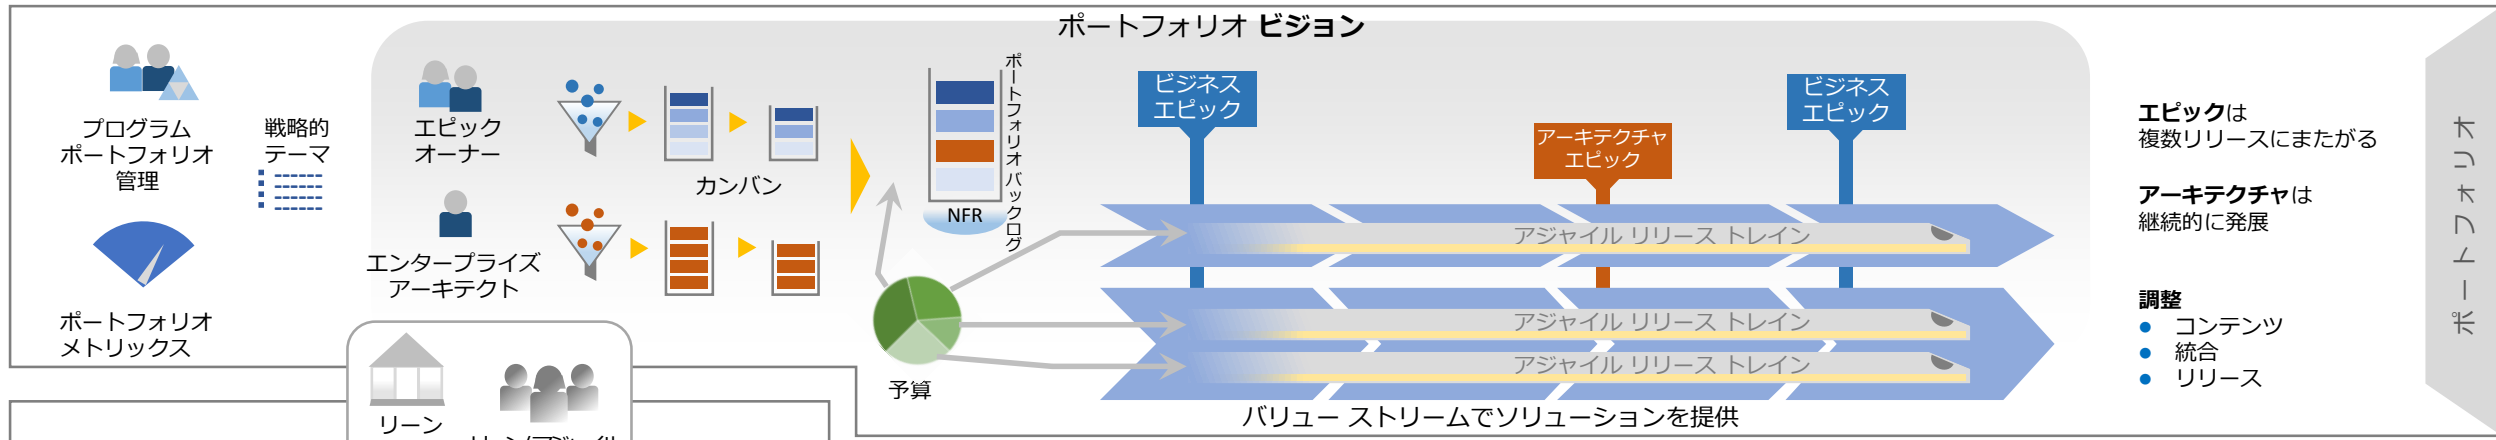 ポートフォリオ ビジョン
プログラム
ポートフォリオ
管理
戦略的
テーマ
ポートフォリオ
メトリックス
エピック
オーナー
エンタープライズ
アーキテクト
カンバン
ポートフォリオ バックログ
NFR
予算
ビジネス
エピック
アーキテクチャ
エピック
ビジネス
エピック
アジャイル リリース トレイン
アジャイル リリース トレイン
アジャイル リリース トレイン
バリュー ストリームでソリューションを提供
エピックは
複数リリースにまたがる
アーキテクチャは
継続的に発展
調整
● コンテンツ
● 統合
● リリース
ポートフォリオ
リーン